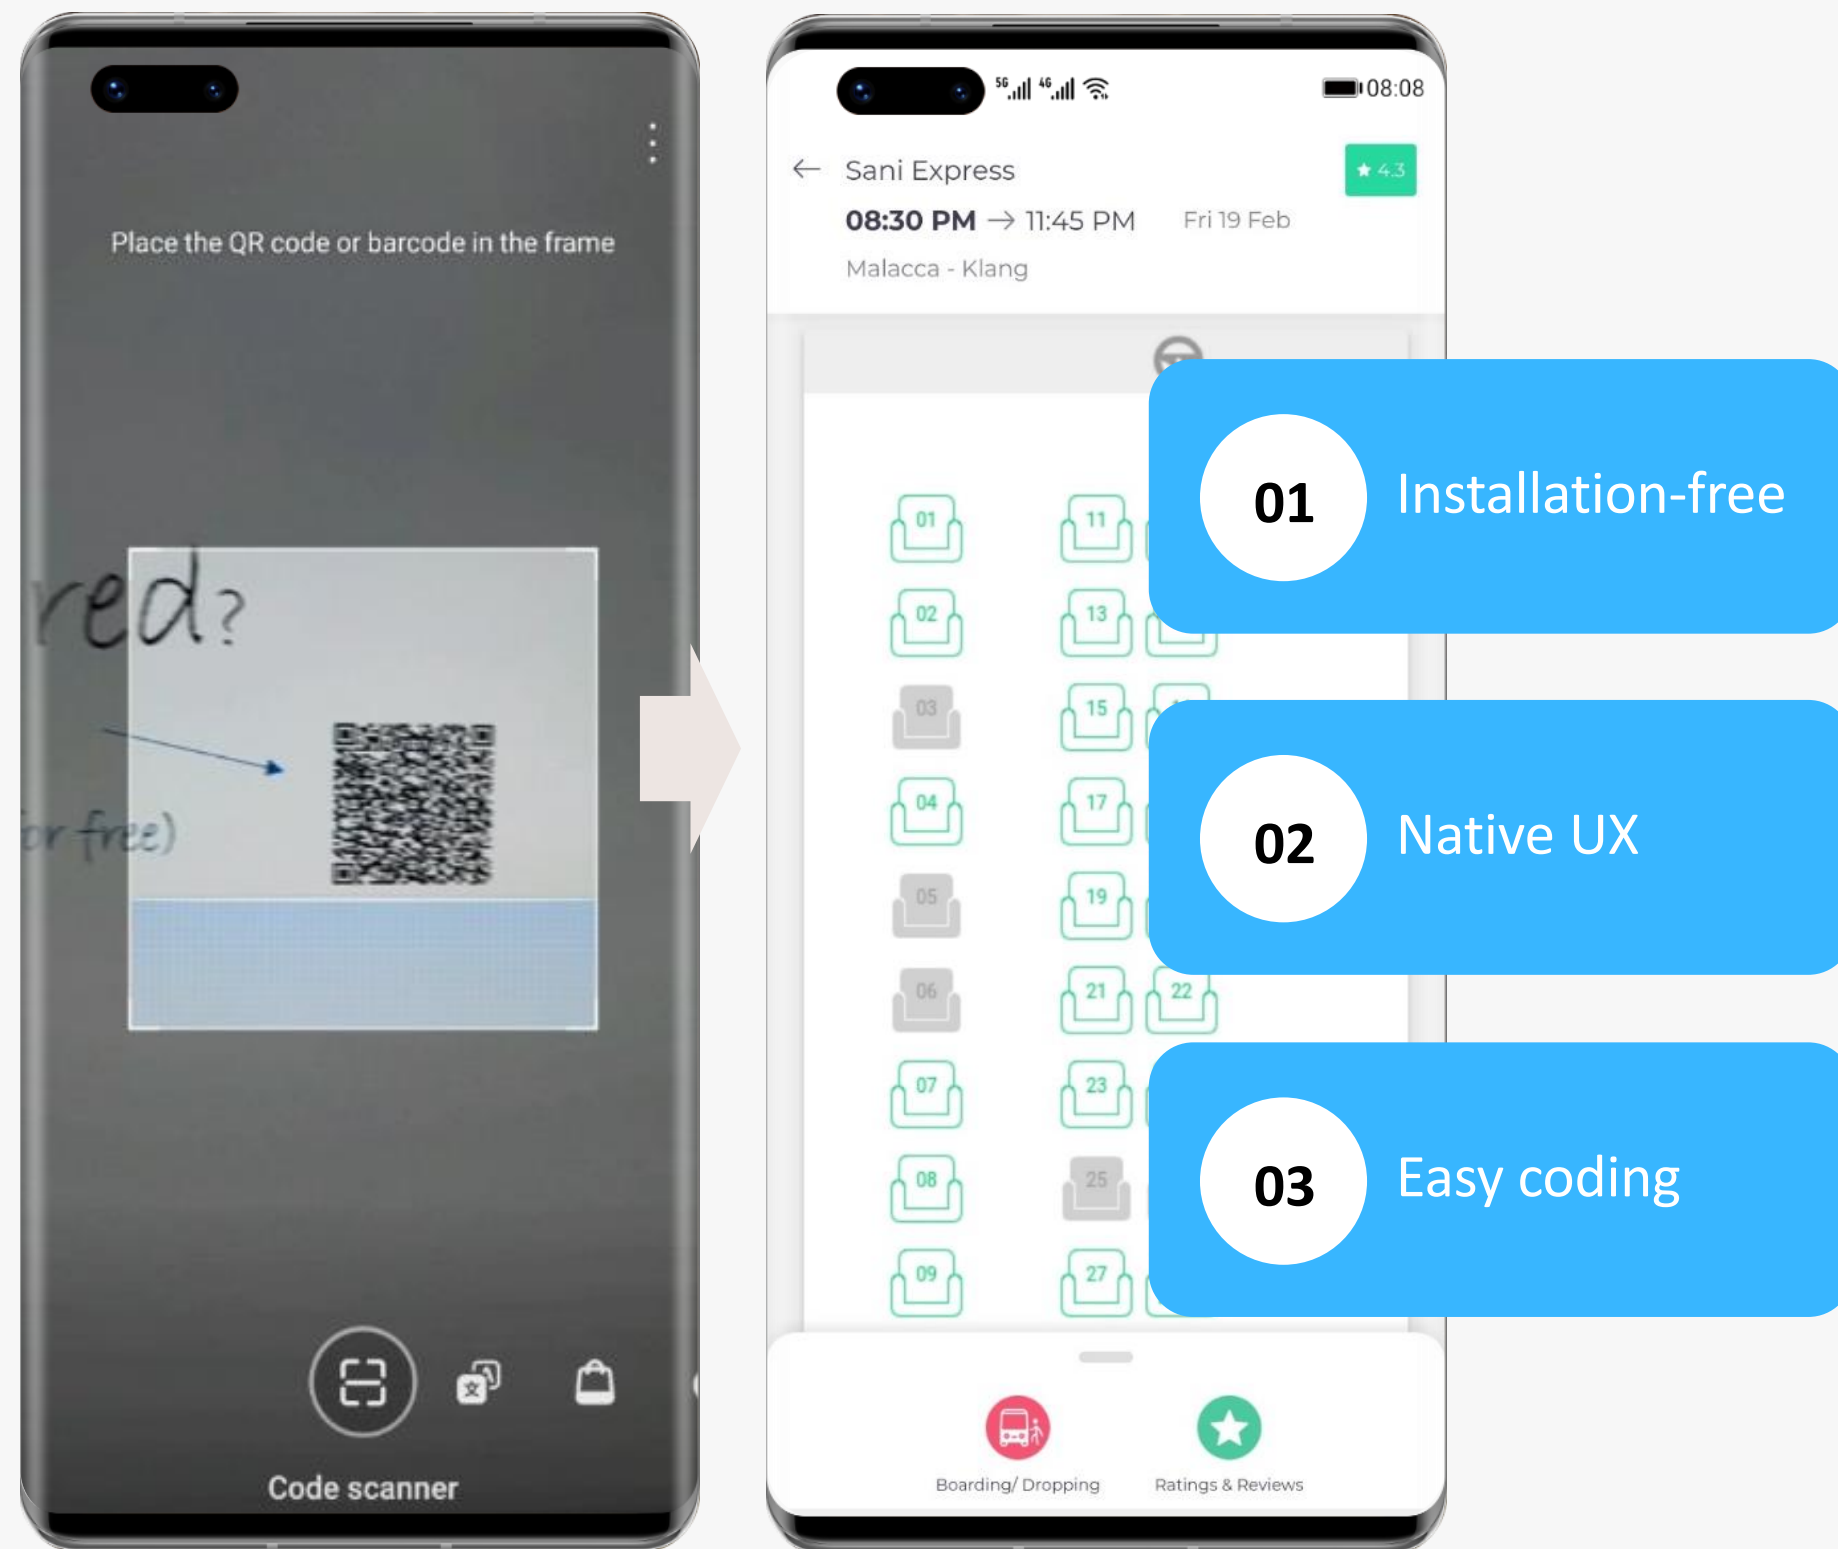 Place the QR code or barcode in the frame
red?
or free)
Code scanner
5G 4G 08:08
Sani Express
4.3
08:30 PM → 11:45 PM Fri 19 Feb
Malacca - Klang
01 11
02 13
03 15
04 17
05 19
06 21 22
07 23
08 25
09 27
Boarding/ Dropping
Ratings & Reviews
01 Installation-free
02 Native UX
03 Easy coding